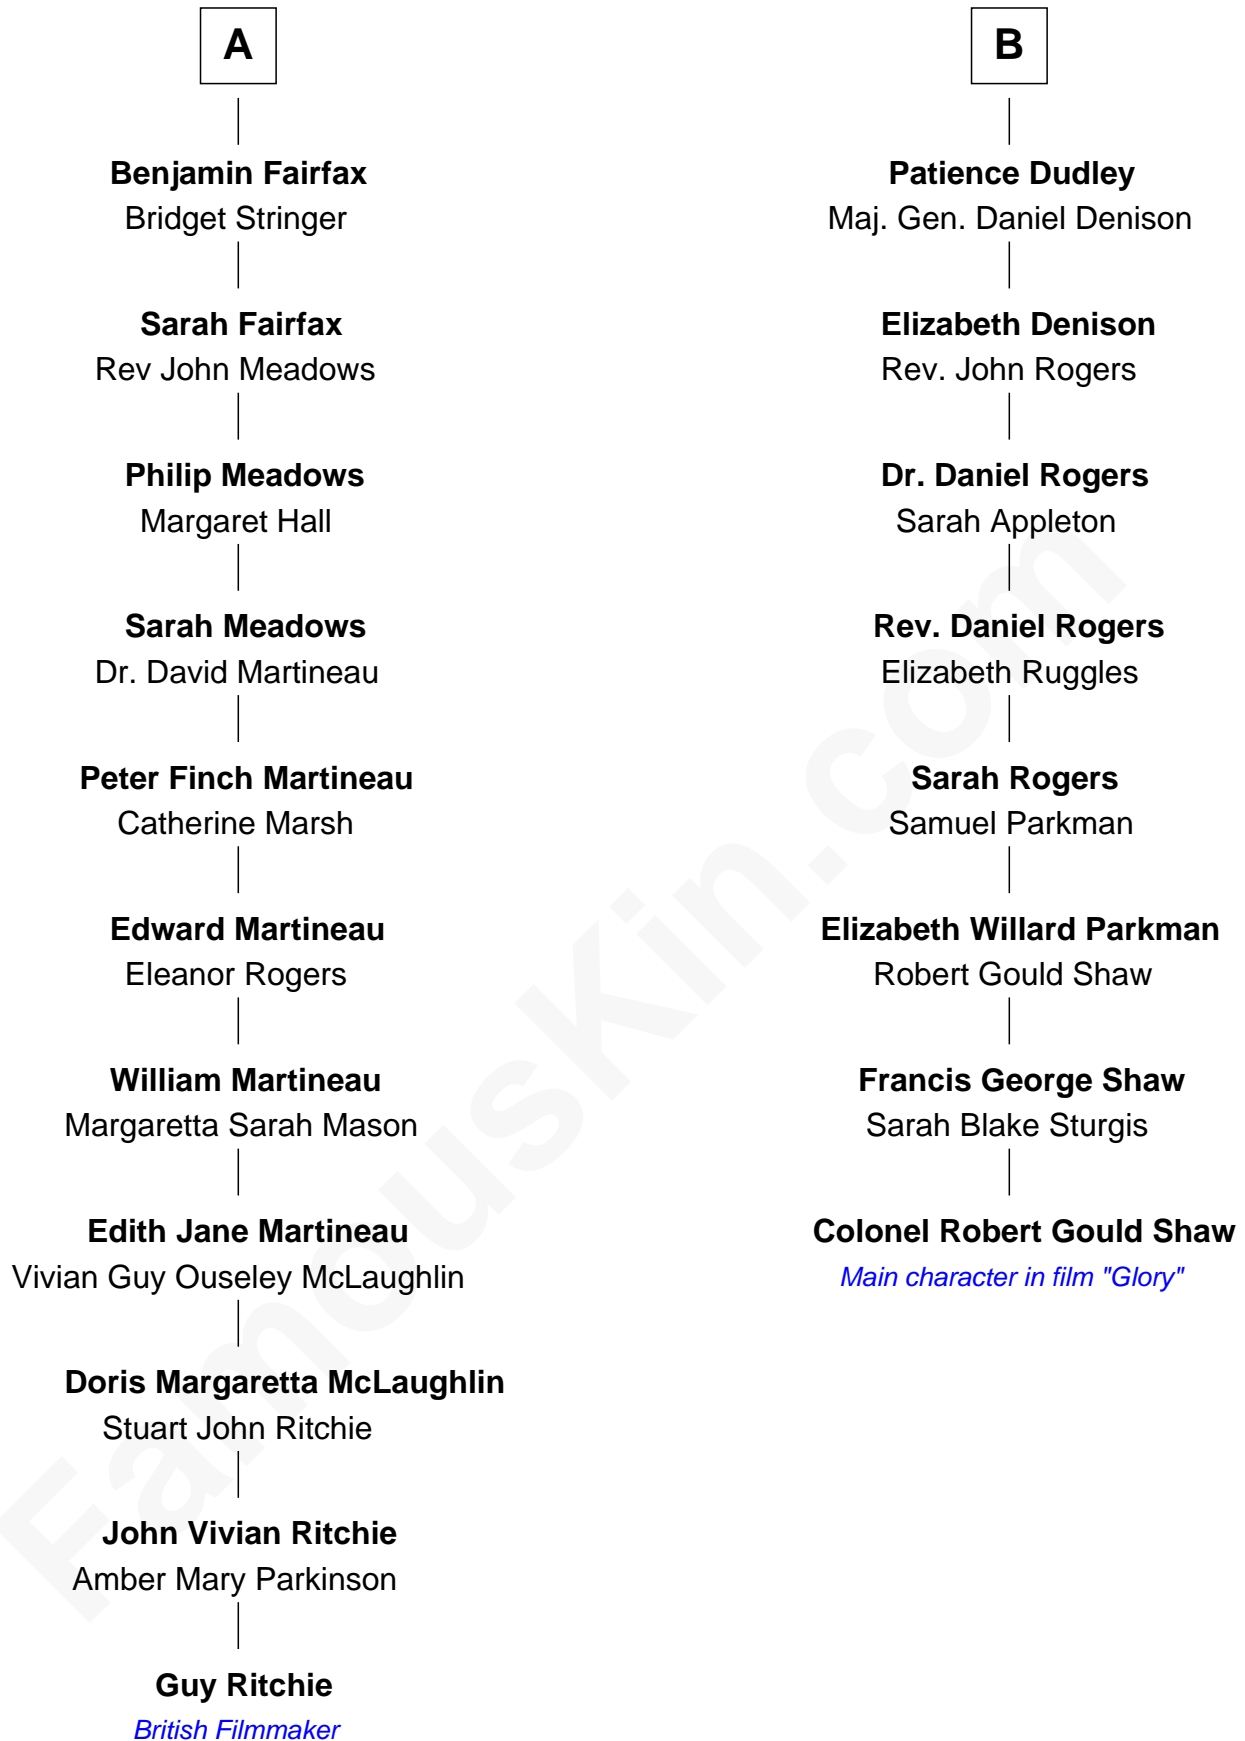 A
Benjamin Fairfax
Bridget Stringer
Sarah Fairfax
Rev John Meadows
Philip Meadows
Margaret Hall
Sarah Meadows
Dr. David Martineau
Peter Finch Martineau
Catherine Marsh
Edward Martineau
Eleanor Rogers
William Martineau
Margaretta Sarah Mason
Edith Jane Martineau
Vivian Guy Ouseley McLaughlin
Doris Margaretta McLaughlin
Stuart John Ritchie
John Vivian Ritchie
Amber Mary Parkinson
Guy Ritchie
British Filmmaker
B
Patience Dudley
Maj. Gen. Daniel Denison
Elizabeth Denison
Rev. John Rogers
Dr. Daniel Rogers
Sarah Appleton
Rev. Daniel Rogers
Elizabeth Ruggles
Sarah Rogers
Samuel Parkman
Elizabeth Willard Parkman
Robert Gould Shaw
Francis George Shaw
Sarah Blake Sturgis
Colonel Robert Gould Shaw
Main character in film "Glory"
FamousKin.com